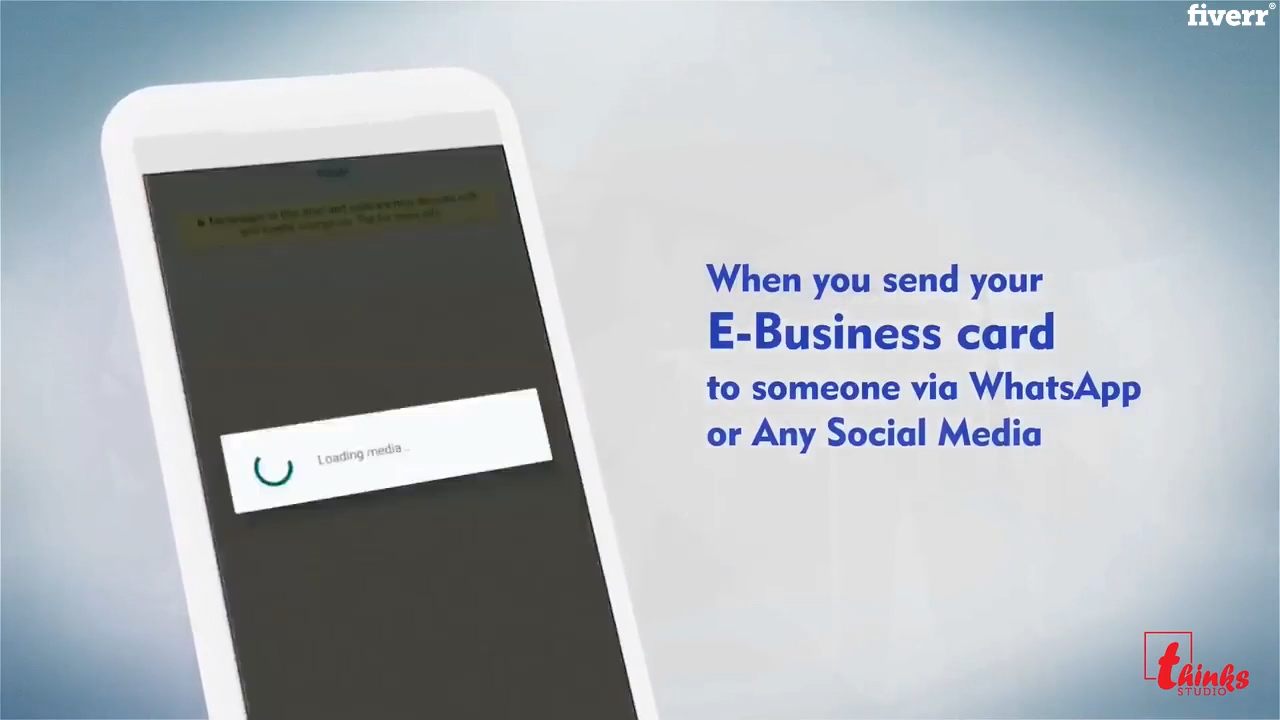 fiverr®
When you send your
E-Business card
to someone via WhatsApp
or Any Social Media
Loading media...
thinks
STUDIO